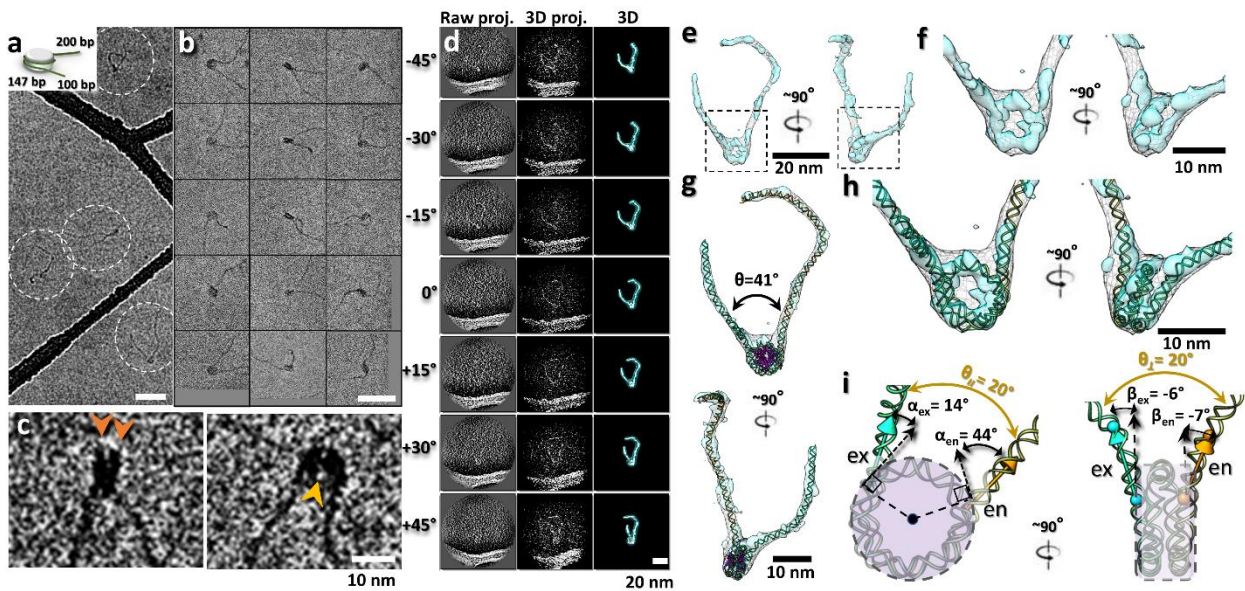 a
200 bp
147 bp
100 bp
b
c
10 nm
Raw proj.
3D proj.
3D
d
-45°
-30°
-15°
0°
+15°
+30°
+45°
20 nm
e
~90°
20 nm
f
~90°
10 nm
g
θ=41°
~90°
10 nm
h
~90°
10 nm
i
θ∥= 20°
αex= 14°
αen= 44°
ex
en
~90°
θ⊥= 20°
βex= -6°
βen= -7°
ex
en